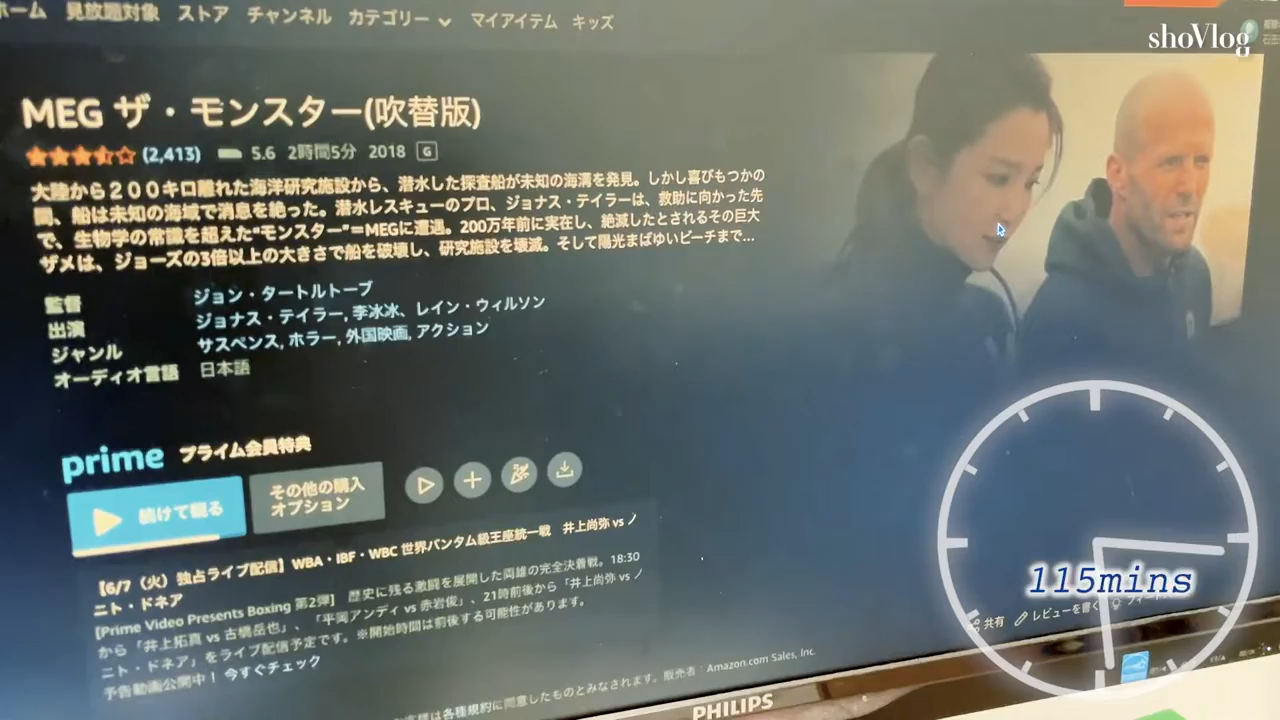 ホーム 見放題対象 ストア チャンネル カテゴリー マイアイテム キッズ
shoVlog
MEG ザ・モンスター(吹替版)
(2,413) 5.6 2時間5分 2018 G
大陸から200キロ離れた海洋研究施設から、潜水した探査船が未知の海溝を発見。しかし喜びもつかの
間、船は未知の海域で消息を絶った。潜水レスキューのプロ、ジョナス・テイラーは、救助に向かった先
で、生物学の常識を超えた“モンスター”＝MEGに遭遇。200万年前に実在し、絶滅したとされるその巨大
ザメは、ジョーズの3倍以上の大きさで船を破壊し、研究施設を壊滅。そして陽光まばゆいビーチまで...
監督 ジョン・タートルトーブ
出演 ジョナス・テイラー, 李冰冰、レイン・ウィルソン
ジャンル サスペンス, ホラー, 外国映画, アクション
オーディオ言語 日本語
prime プライム会員特典
続けて観る
その他の購入
オプション
【6/7（火）独占ライブ配信】WBA・IBF・WBC 世界バンタム級王座統一戦 井上尚弥 vs ノ
ニト・ドネア
[Prime Video Presents Boxing 第2弾] 歴史に残る激闘を展開した両雄の完全決着戦。18:30
から「井上拓真 vs 古橋岳也」、「平岡アンディ vs 赤岩俊」、21時前後から「井上尚弥 vs ノ
ニト・ドネア」をライブ配信予定です。※開始時間は前後する可能性があります。
予告動画公開中！今すぐチェック
115mins
共有 レビューを書く
は各種規約に同意したものとみなされます。販売者：Amazon.com Sales, Inc.
PHILIPS